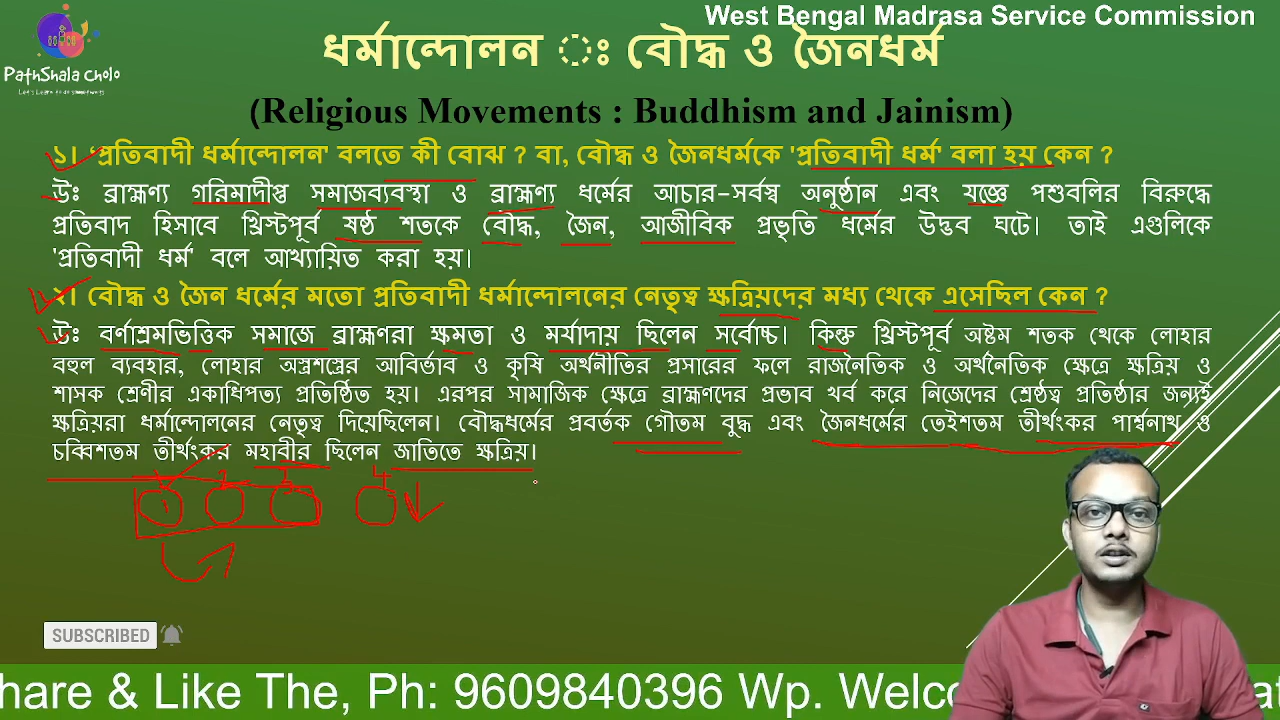 West Bengal Madrasa Service Commission
PathShala Cholo
ধর্মান্দোলন ঃ বৌদ্ধ ও জৈনধর্ম
(Religious Movements : Buddhism and Jainism)
১। 'প্রতিবাদী ধর্মান্দোলন' বলতে কী বোঝ ? বা, বৌদ্ধ ও জৈনধর্মকে 'প্রতিবাদী ধর্ম' বলা হয় কেন ?
উঃ ব্রাহ্মণ্য গরিমাদীপ্ত সমাজব্যবস্থা ও ব্রাহ্মণ্য ধর্মের আচার-সর্বস্ব অনুষ্ঠান এবং যজ্ঞে পশুবলির বিরুদ্ধে
প্রতিবাদ হিসাবে খ্রিস্টপূর্ব ষষ্ঠ শতকে বৌদ্ধ, জৈন, আজীবিক প্রভৃতি ধর্মের উদ্ভব ঘটে। তাই এগুলিকে
'প্রতিবাদী ধর্ম' বলে আখ্যায়িত করা হয়।
২। বৌদ্ধ ও জৈন ধর্মের মতো প্রতিবাদী ধর্মান্দোলনের নেতৃত্ব ক্ষত্রিয়দের মধ্য থেকে এসেছিল কেন ?
উঃ বর্ণাশ্রমভিত্তিক সমাজে ব্রাহ্মণরা ক্ষমতা ও মর্যাদায় ছিলেন সর্বোচ্চ। কিন্তু খ্রিস্টপূর্ব অষ্টম শতক থেকে লোহার
বহুল ব্যবহার, লোহার অস্ত্রশস্ত্রের আবির্ভাব ও কৃষি অর্থনীতির প্রসারের ফলে রাজনৈতিক ও অর্থনৈতিক ক্ষেত্রে ক্ষত্রিয় ও
শাসক শ্রেণীর একাধিপত্য প্রতিষ্ঠিত হয়। এরপর সামাজিক ক্ষেত্রে ব্রাহ্মণদের প্রভাব খর্ব করে নিজেদের শ্রেষ্ঠত্ব প্রতিষ্ঠার জন্যই
ক্ষত্রিয়রা ধর্মান্দোলনের নেতৃত্ব দিয়েছিলেন। বৌদ্ধধর্মের প্রবর্তক গৌতম বুদ্ধ এবং জৈনধর্মের তেইশতম তীর্থংকর পার্শ্বনাথ ও
চব্বিশতম তীর্থংকর মহাবীর ছিলেন জাতিতে ক্ষত্রিয়।
2 3 4
SUBSCRIBED
hare & Like The, Ph: 9609840396 Wp. Welco